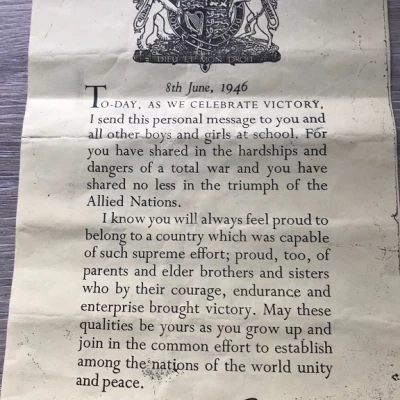 DIEU ET MON DROIT
8th June, 1946
TO-DAY, AS WE CELEBRATE VICTORY,
I send this personal message to you and
all other boys and girls at school. For
you have shared in the hardships and
dangers of a total war and you have
shared no less in the triumph of the
Allied Nations.
I know you will always feel proud to
belong to a country which was capable
of such supreme effort; proud, too, of
parents and elder brothers and sisters
who by their courage, endurance and
enterprise brought victory. May these
qualities be yours as you grow up and
join in the common effort to establish
among the nations of the world unity
and peace.